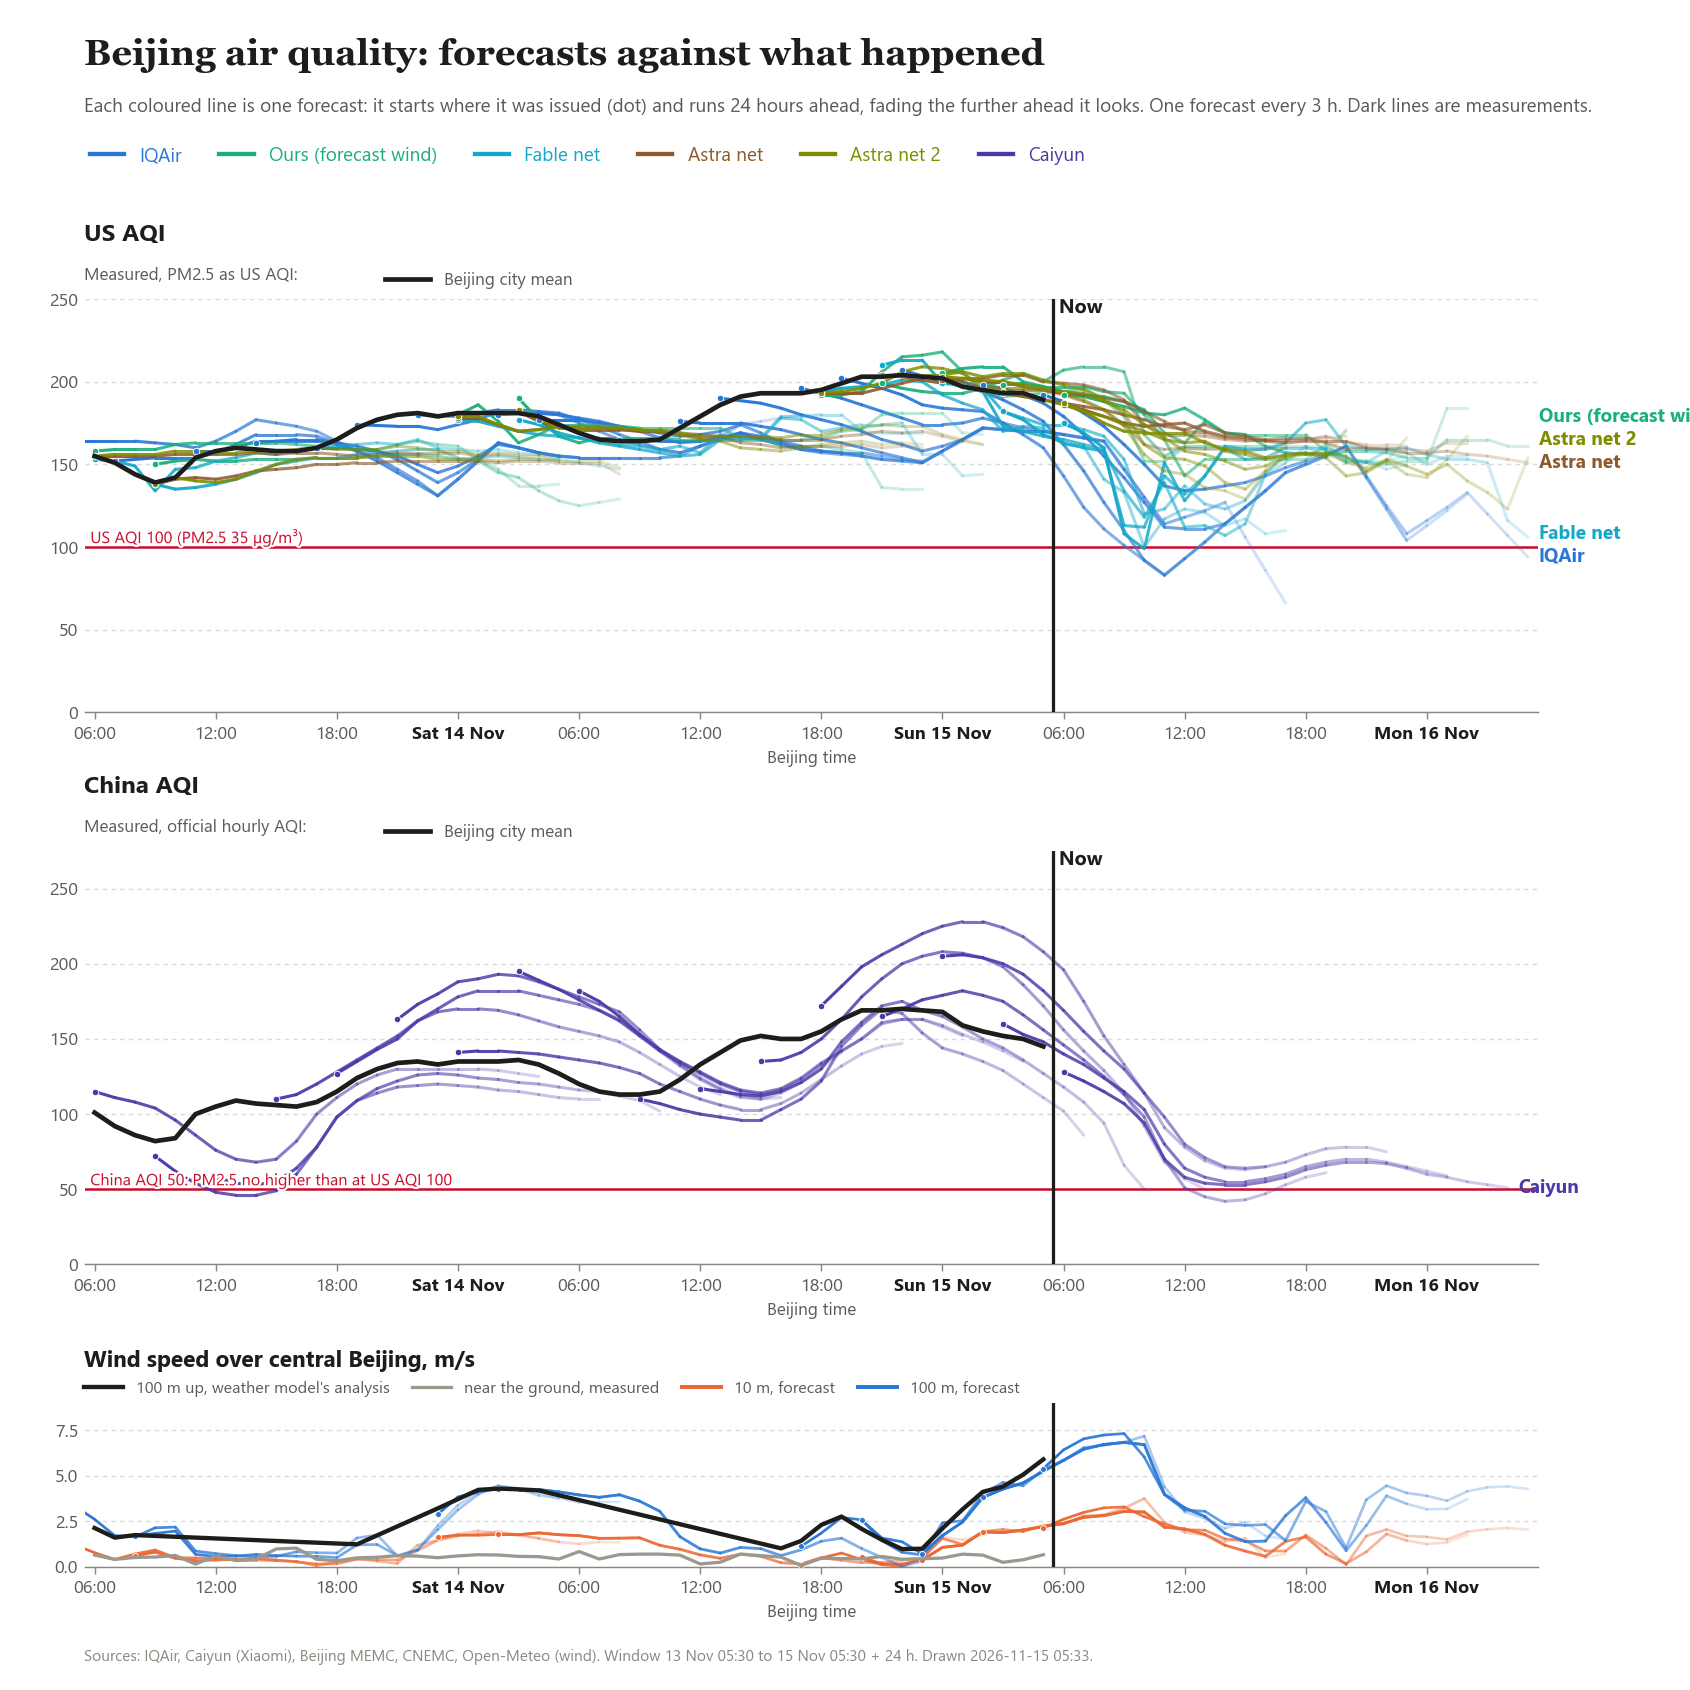 Beijing air quality: forecasts against what happened
Each coloured line is one forecast: it starts where it was issued (dot) and runs 24 hours ahead, fading the further ahead it looks. One forecast every 3 h. Dark lines are measurements.
IQAir Ours (forecast wind) Fable net Astra net Astra net 2 Caiyun
US AQI
Measured, PM2.5 as US AQI: Beijing city mean
250
Now
200
Ours (forecast wi
Astra net 2
150
Astra net
US AQI 100 (PM2.5 35 µg/m³)
Fable net
100
IQAir
50
0
06:00 12:00 18:00 Sat 14 Nov 06:00 12:00 18:00 Sun 15 Nov 06:00 12:00 18:00 Mon 16 Nov
Beijing time
China AQI
Measured, official hourly AQI: Beijing city mean
Now
250
200
150
100
China AQI 50: PM2.5 no higher than at US AQI 100
50
Caiyun
0
06:00 12:00 18:00 Sat 14 Nov 06:00 12:00 18:00 Sun 15 Nov 06:00 12:00 18:00 Mon 16 Nov
Beijing time
Wind speed over central Beijing, m/s
100 m up, weather model's analysis near the ground, measured 10 m, forecast 100 m, forecast
7.5
5.0
2.5
0.0
06:00 12:00 18:00 Sat 14 Nov 06:00 12:00 18:00 Sun 15 Nov 06:00 12:00 18:00 Mon 16 Nov
Beijing time
Sources: IQAir, Caiyun (Xiaomi), Beijing MEMC, CNEMC, Open-Meteo (wind). Window 13 Nov 05:30 to 15 Nov 05:30 + 24 h. Drawn 2026-11-15 05:33.